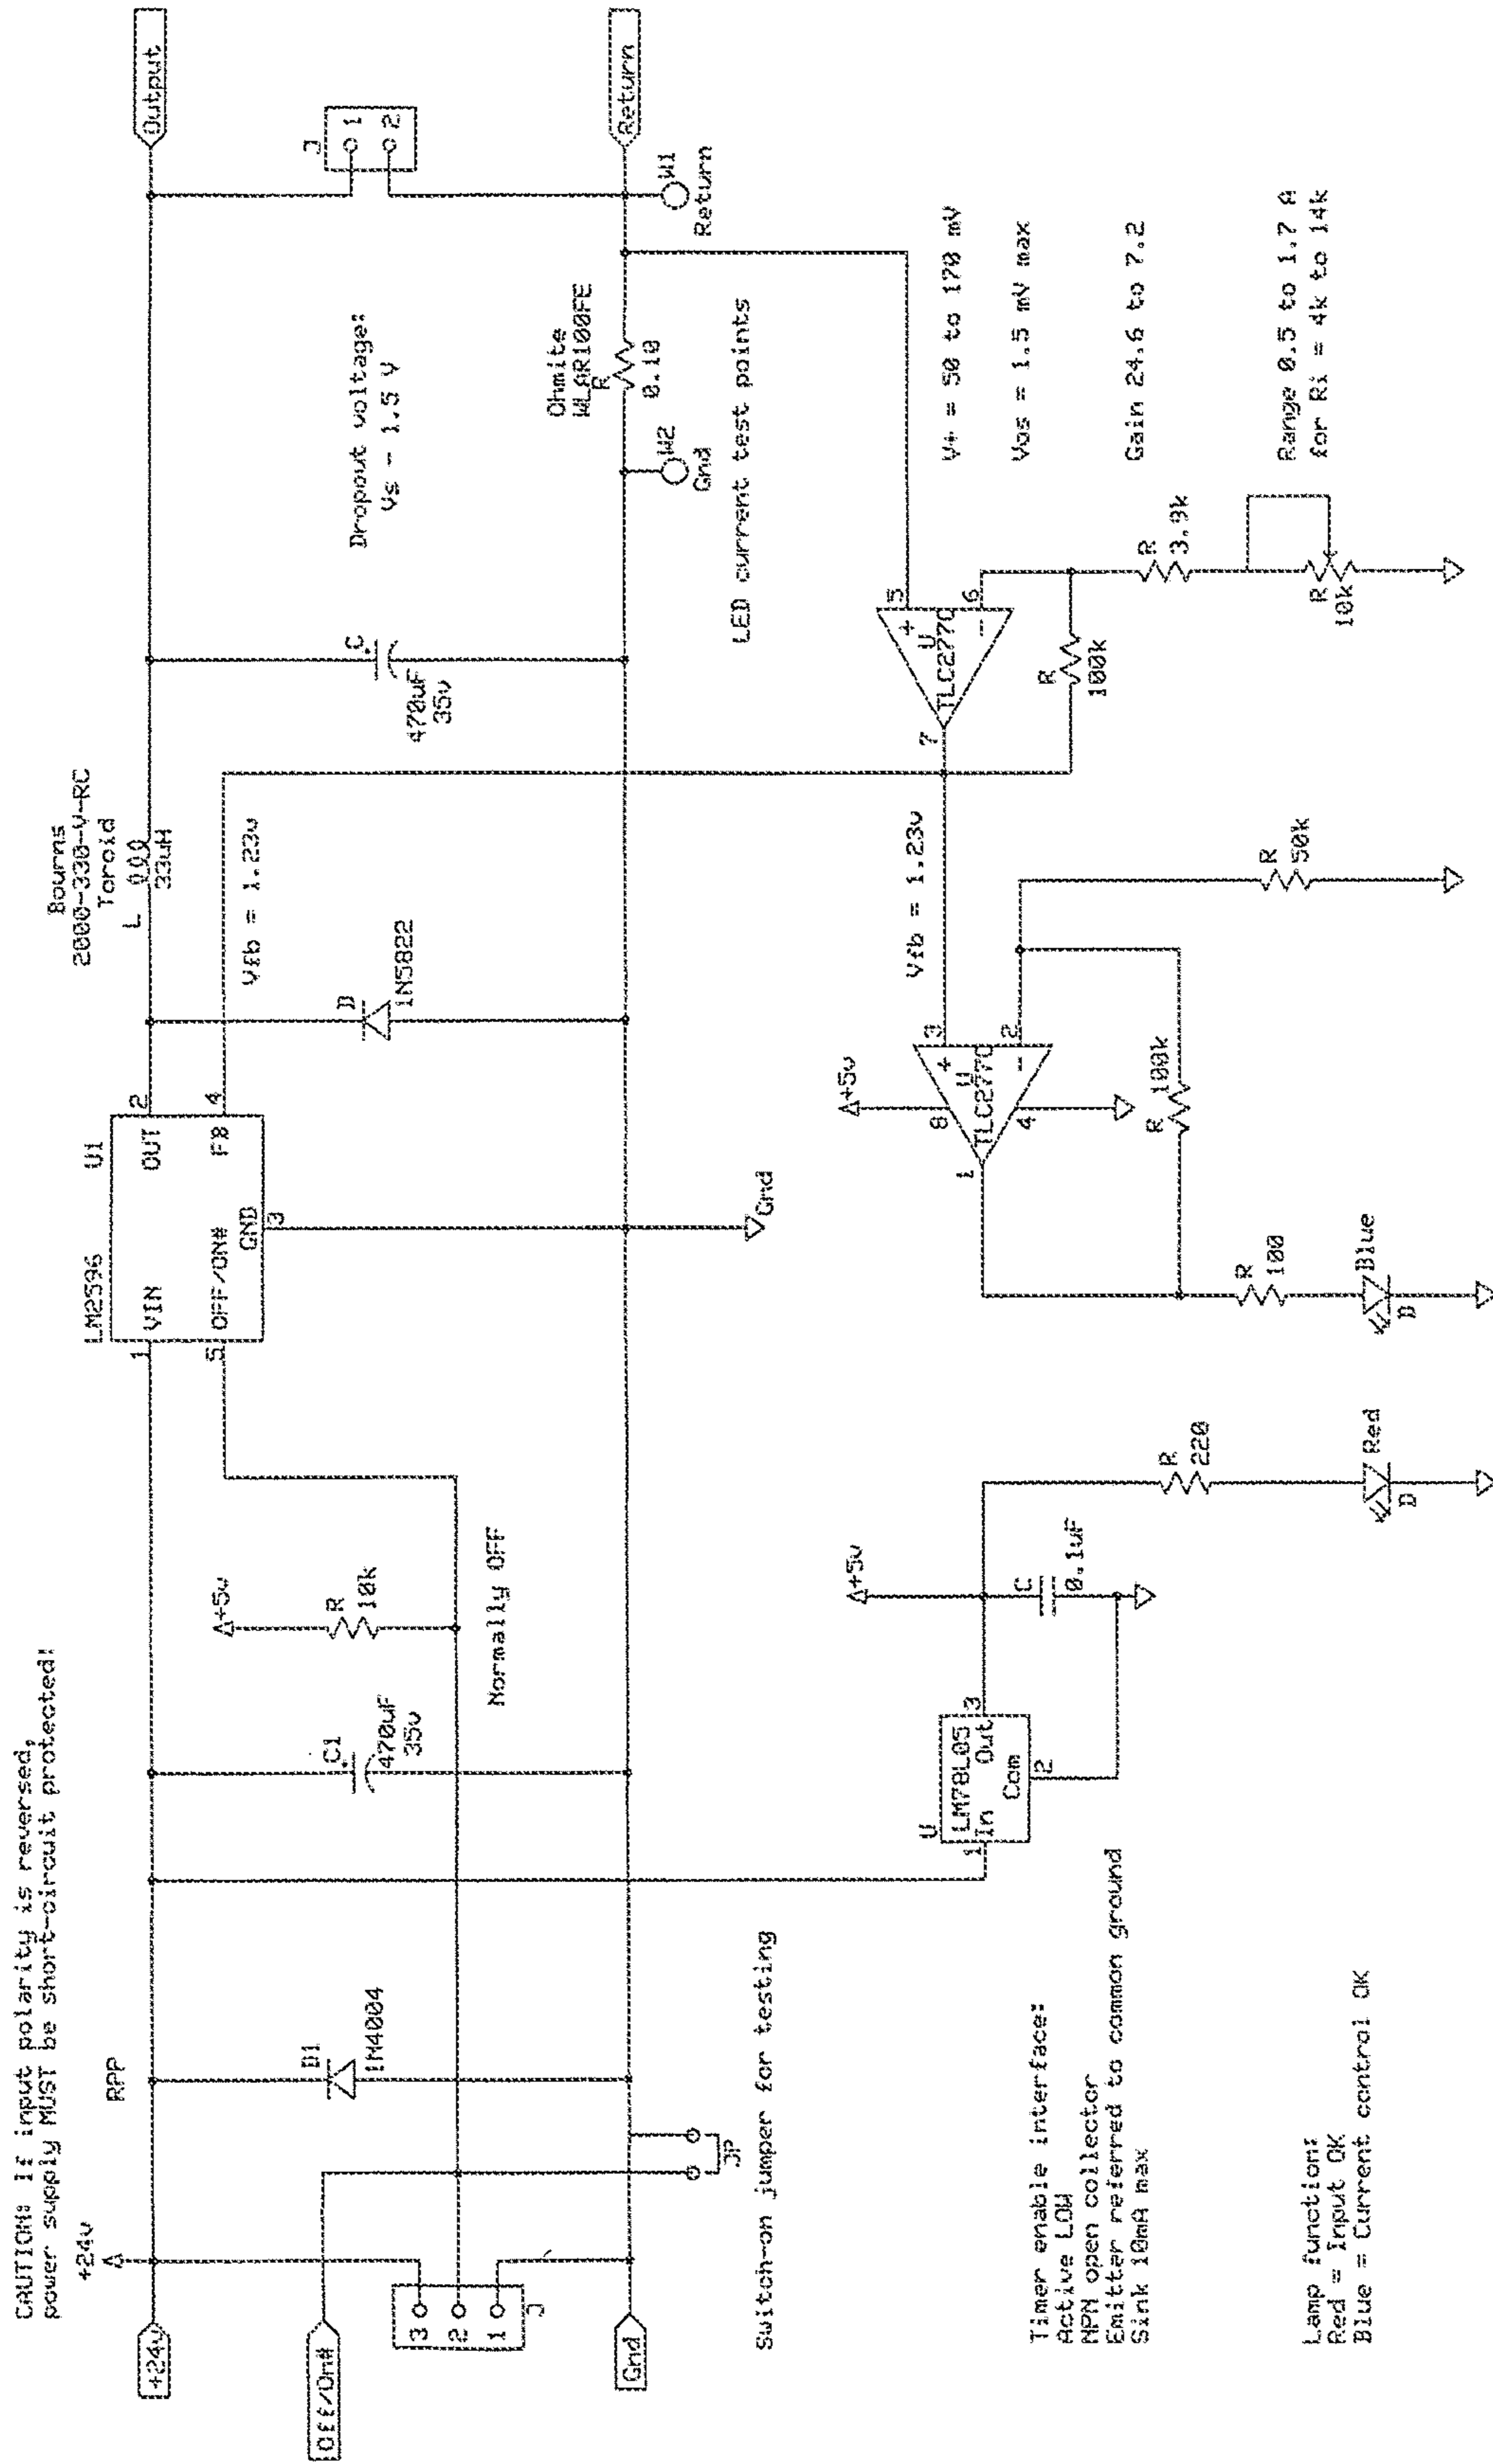 CAUTION: If input polarity is reversed,
power supply MUST be short-circuit protected!
+24v
+24v
RPP
Off/On#
3
2
1
J
Gnd
JP
D1
1N4004
Switch-on jumper for testing
C1
470uF
35v
+5v
R
10k
Normally OFF
LM2596
U1
1
VIN
OUT
2
5
OFF/ON#
FB
4
GND
3
Gnd
Bourns
2000-330-V-RC
Toroid
L
33uH
Vfb = 1.23v
D
1N5822
C
470uF
35v
Dropout voltage:
Vs - 1.5 V
Ohmite
WLAR100FE
R
0.10
W2
Gnd
LED current test points
J
1
2
Output
Return
W1
Return
Timer enable interface:
Active LOW
NPN open collector
Emitter referred to common ground
Sink 10mA max
Lamp function:
Red = Input OK
Blue = Current control OK
U
LM78L05
1
In
Out
3
Com
2
+5v
C
0.1uF
R
220
Red
D
+5v
8
3
+
U
TLC277C
1
2
-
4
R
100k
R
100
Blue
D
Vfb = 1.23v
R
50k
5
+
U
TLC277C
7
6
-
R
100k
R
3.9k
R
10k
V+ = 50 to 170 mV
Vos = 1.5 mV max
Gain 24.6 to 7.2
Range 0.5 to 1.7 A
for Ri = 4k to 14k